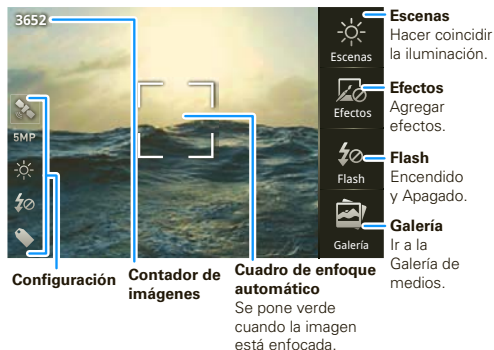 3652
5MP
Escenas
Efectos
Flash
Galería
Escenas
Hacer coincidir
la iluminación.
Efectos
Agregar
efectos.
Flash
Encendido
y Apagado.
Galería
Ir a la
Galería de
medios.
Configuración
Contador de
imágenes
Cuadro de enfoque
automático
Se pone verde
cuando la imagen
está enfocada.